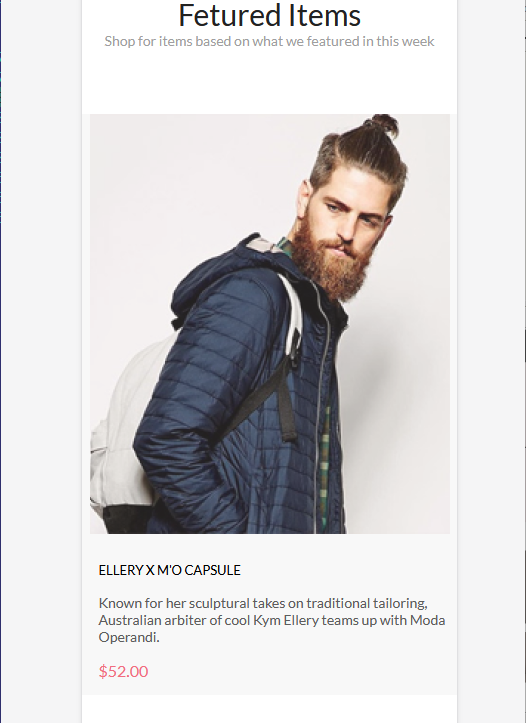 Fetured Items
Shop for items based on what we featured in this week
ELLERY X M'O CAPSULE
Known for her sculptural takes on traditional tailoring,
Australian arbiter of cool Kym Ellery teams up with Moda
Operandi.
$52.00